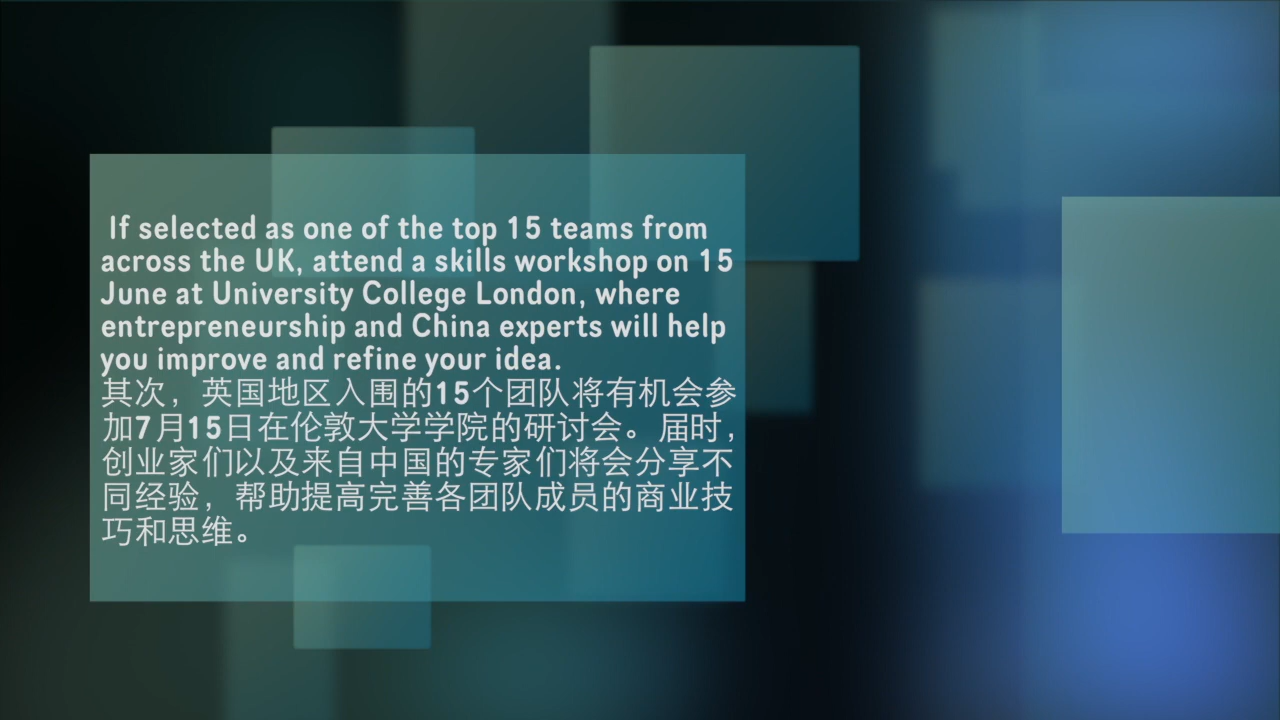 If selected as one of the top 15 teams from
across the UK, attend a skills workshop on 15
June at University College London, where
entrepreneurship and China experts will help
you improve and refine your idea.
其次，英国地区入围的15个团队将有机会参
加7月15日在伦敦大学学院的研讨会。届时，
创业家们以及来自中国的专家们将会分享不
同经验，帮助提高完善各团队成员的商业技
巧和思维。